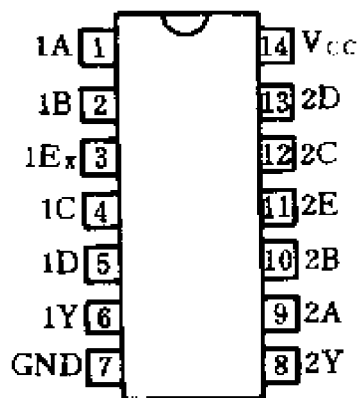 1A 1 14 VCC
1B 2 13 2D
1Ex 3 12 2C
1C 4 11 2E
1D 5 10 2B
1Y 6 9 2A
GND 7 8 2Y